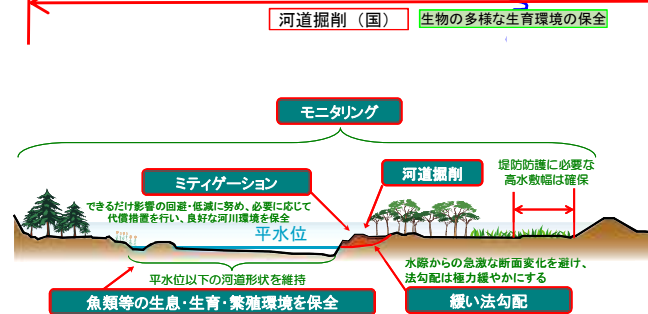 河道掘削（国）
生物の多様な生育環境の保全
モニタリング
ミティゲーション
河道掘削
堤防防護に必要な
高水敷幅は確保
できるだけ影響の回避・低減に努め、必要に応じて
代償措置を行い、良好な河川環境を保全
平水位
水際からの急激な断面変化を避け、
法勾配は極力緩やかにする
平水位以下の河道形状を維持
魚類等の生息・生育・繁殖環境を保全
緩い法勾配